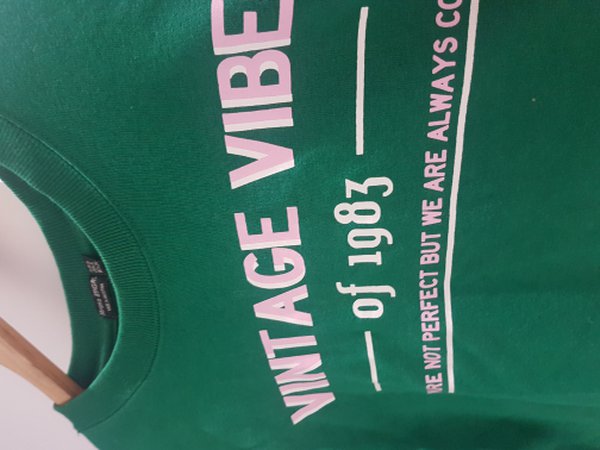 VINTAGE VIBE
of 1983
RE NOT PERFECT BUT WE ARE ALWAYS CO